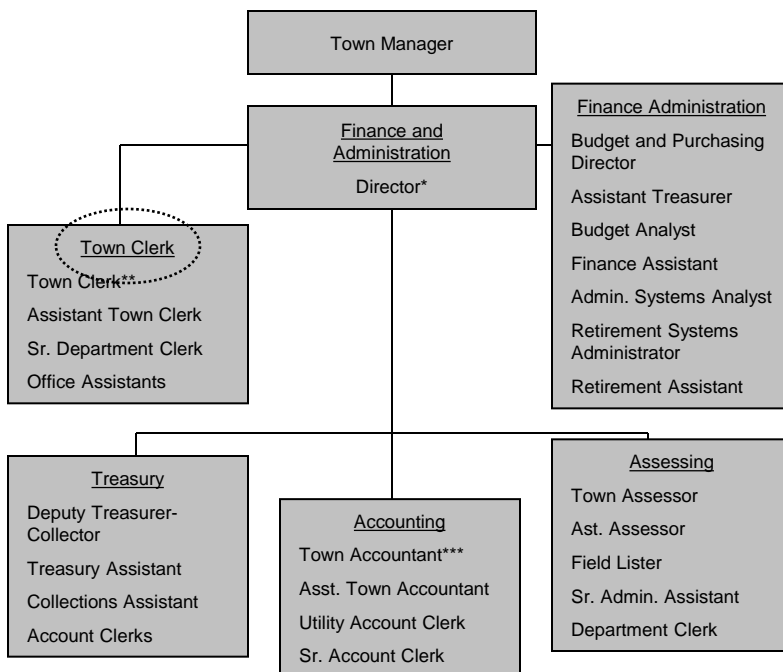 Town Manager
Finance and
Administration
Director*
Finance Administration
Budget and Purchasing
Director
Assistant Treasurer
Budget Analyst
Finance Assistant
Admin. Systems Analyst
Retirement Systems
Administrator
Retirement Assistant
Town Clerk
Town Clerk**
Assistant Town Clerk
Sr. Department Clerk
Office Assistants
Treasury
Deputy Treasurer-
Collector
Treasury Assistant
Collections Assistant
Account Clerks
Accounting
Town Accountant***
Asst. Town Accountant
Utility Account Clerk
Sr. Account Clerk
Assessing
Town Assessor
Ast. Assessor
Field Lister
Sr. Admin. Assistant
Department Clerk